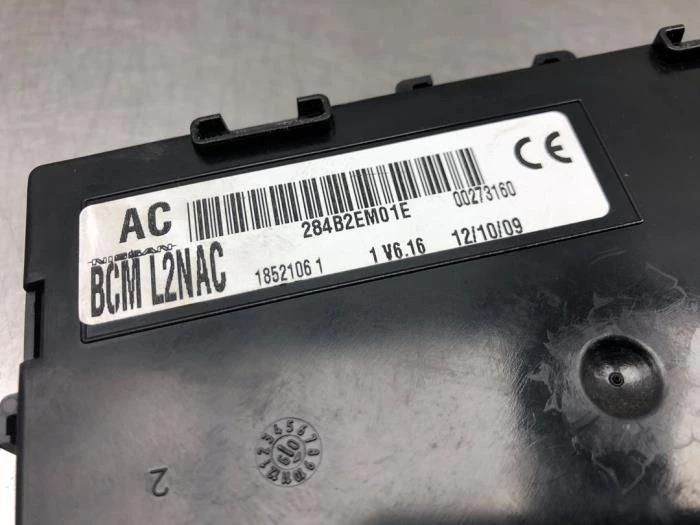 AC
284B2EM01E
00273160
CE
NISSAN
BCM L2NAC
1852106 1
1 V6.16
12/10/09
2